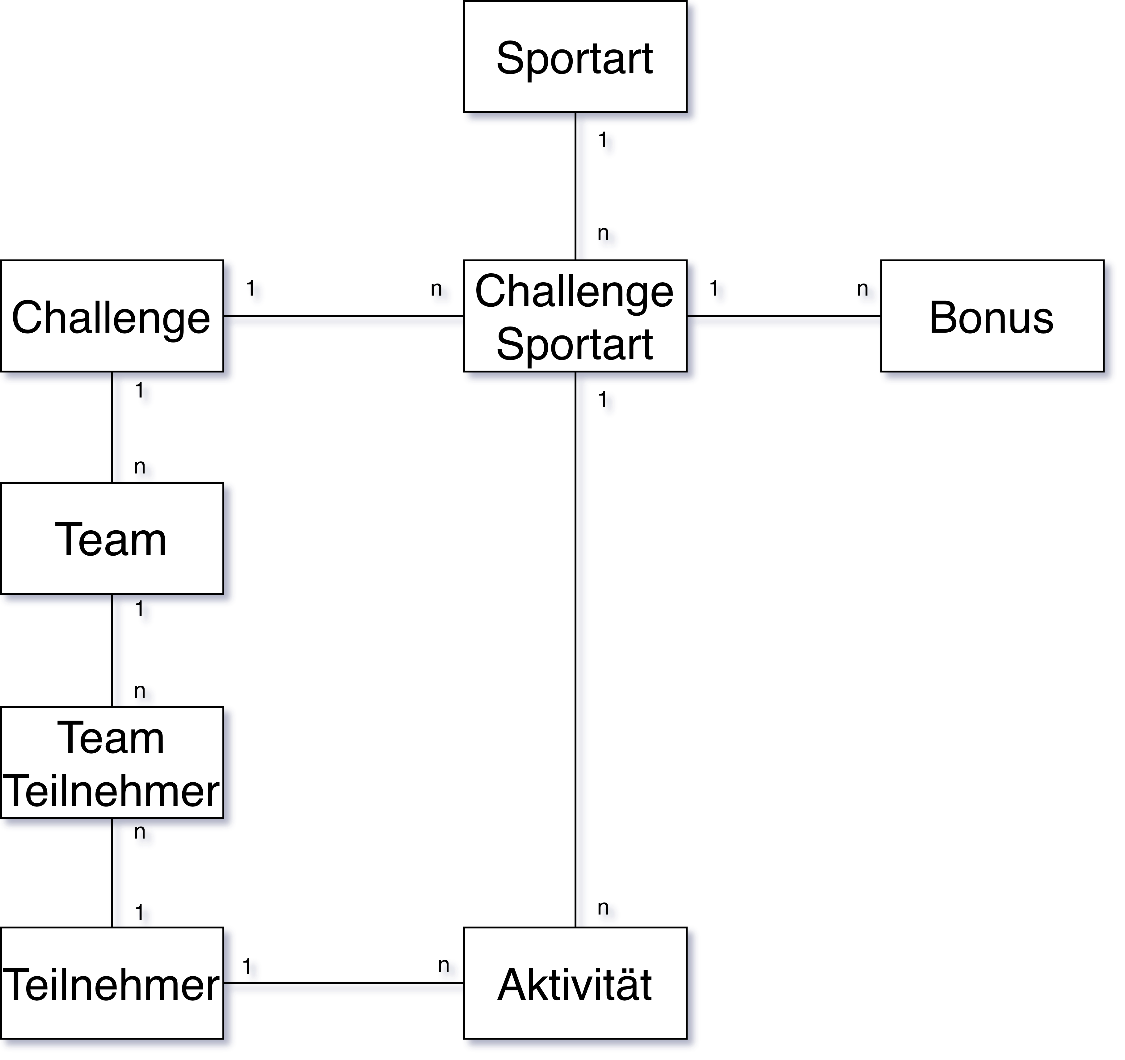 Sportart
1
n
Challenge
1
n
Challenge
Sportart
1
n
Bonus
1
1
n
Team
1
n
Team
Teilnehmer
n
1
n
Teilnehmer
1
n
Aktivität